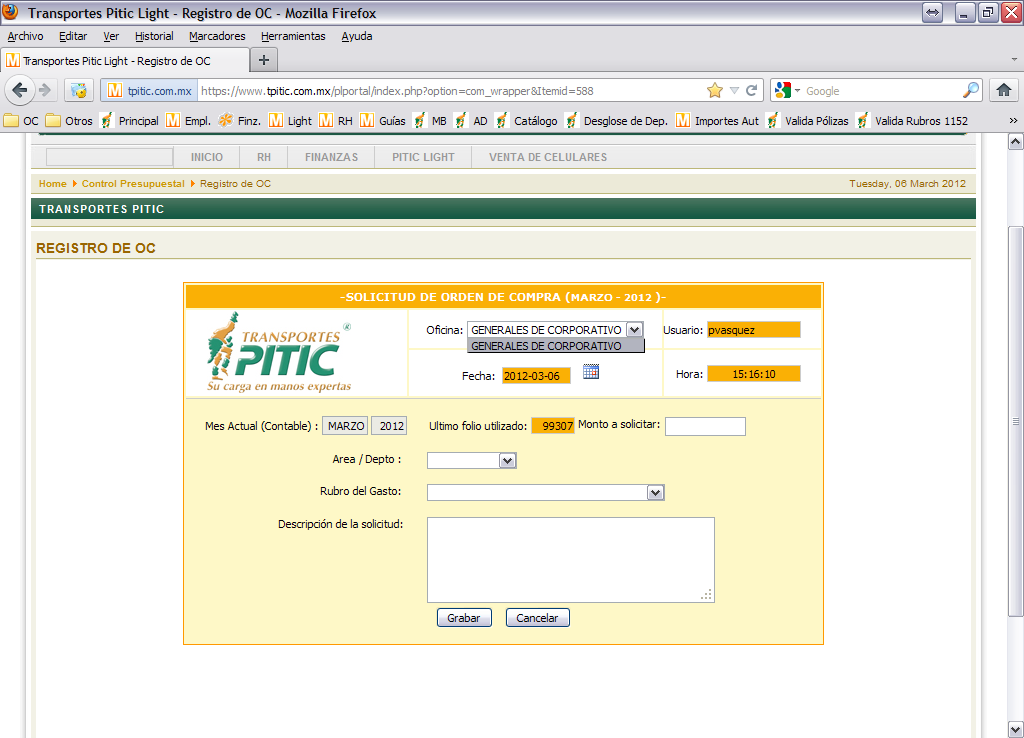 Transportes Pitic Light - Registro de OC - Mozilla Firefox
Archivo Editar Ver Historial Marcadores Herramientas Ayuda
Transportes Pitic Light - Registro de OC
tpitic.com.mx https://www.tpitic.com.mx/plportal/index.php?option=com_wrapper&Itemid=588 Google
OC Otros Principal Empl. Finz. Light RH Guías MB AD Catálogo Desglose de Dep. Importes Aut Valida Pólizas Valida Rubros 1152 »
INICIO RH FINANZAS PITIC LIGHT VENTA DE CELULARES
Home Control Presupuestal Registro de OC Tuesday, 06 March 2012
TRANSPORTES PITIC
REGISTRO DE OC
-SOLICITUD DE ORDEN DE COMPRA (MARZO - 2012 )-
TRANSPORTES ®
PITIC
Su carga en manos expertas
Oficina: GENERALES DE CORPORATIVO Usuario: pvasquez
GENERALES DE CORPORATIVO
Fecha: 2012-03-06 Hora: 15:16:10
Mes Actual (Contable) : MARZO 2012 Ultimo folio utilizado: 99307 Monto a solicitar:
Area / Depto :
Rubro del Gasto:
Descripción de la solicitud:
Grabar Cancelar